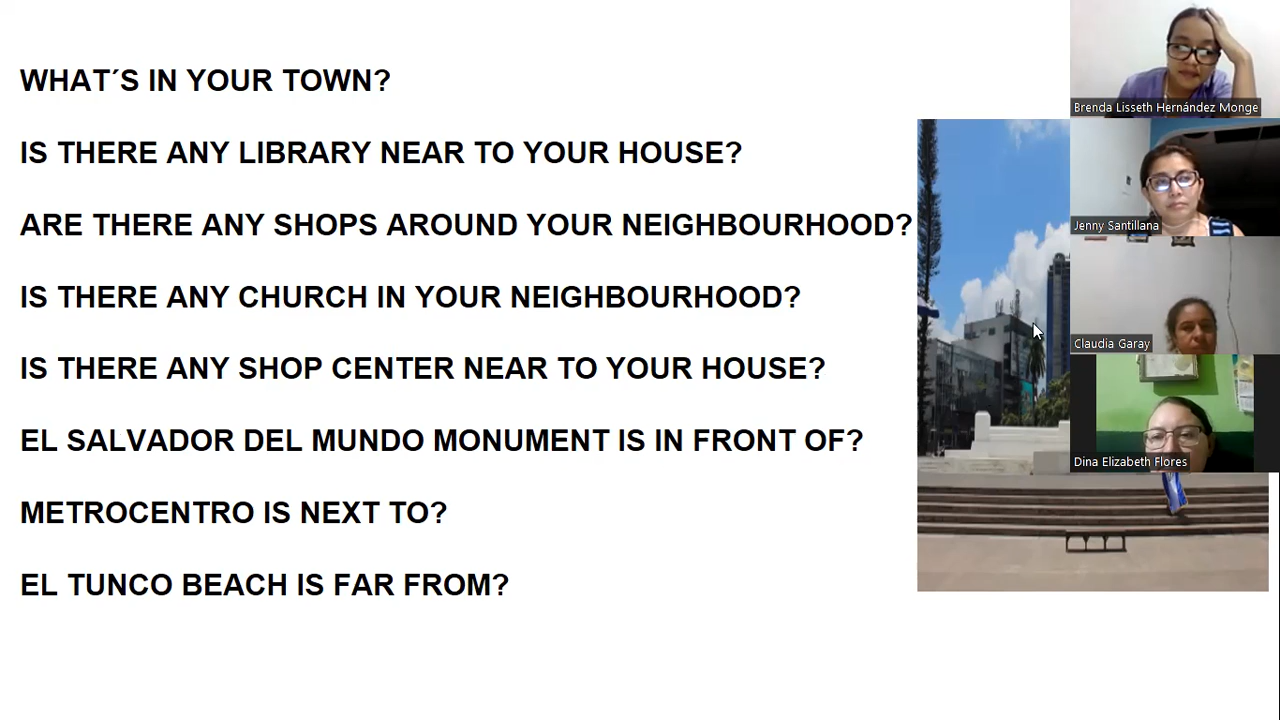 WHAT´S IN YOUR TOWN?
IS THERE ANY LIBRARY NEAR TO YOUR HOUSE?
ARE THERE ANY SHOPS AROUND YOUR NEIGHBOURHOOD?
IS THERE ANY CHURCH IN YOUR NEIGHBOURHOOD?
IS THERE ANY SHOP CENTER NEAR TO YOUR HOUSE?
EL SALVADOR DEL MUNDO MONUMENT IS IN FRONT OF?
METROCENTRO IS NEXT TO?
EL TUNCO BEACH IS FAR FROM?
Brenda Lisseth Hernández Monge
Jenny Santillana
Claudia Garay
Dina Elizabeth Flores